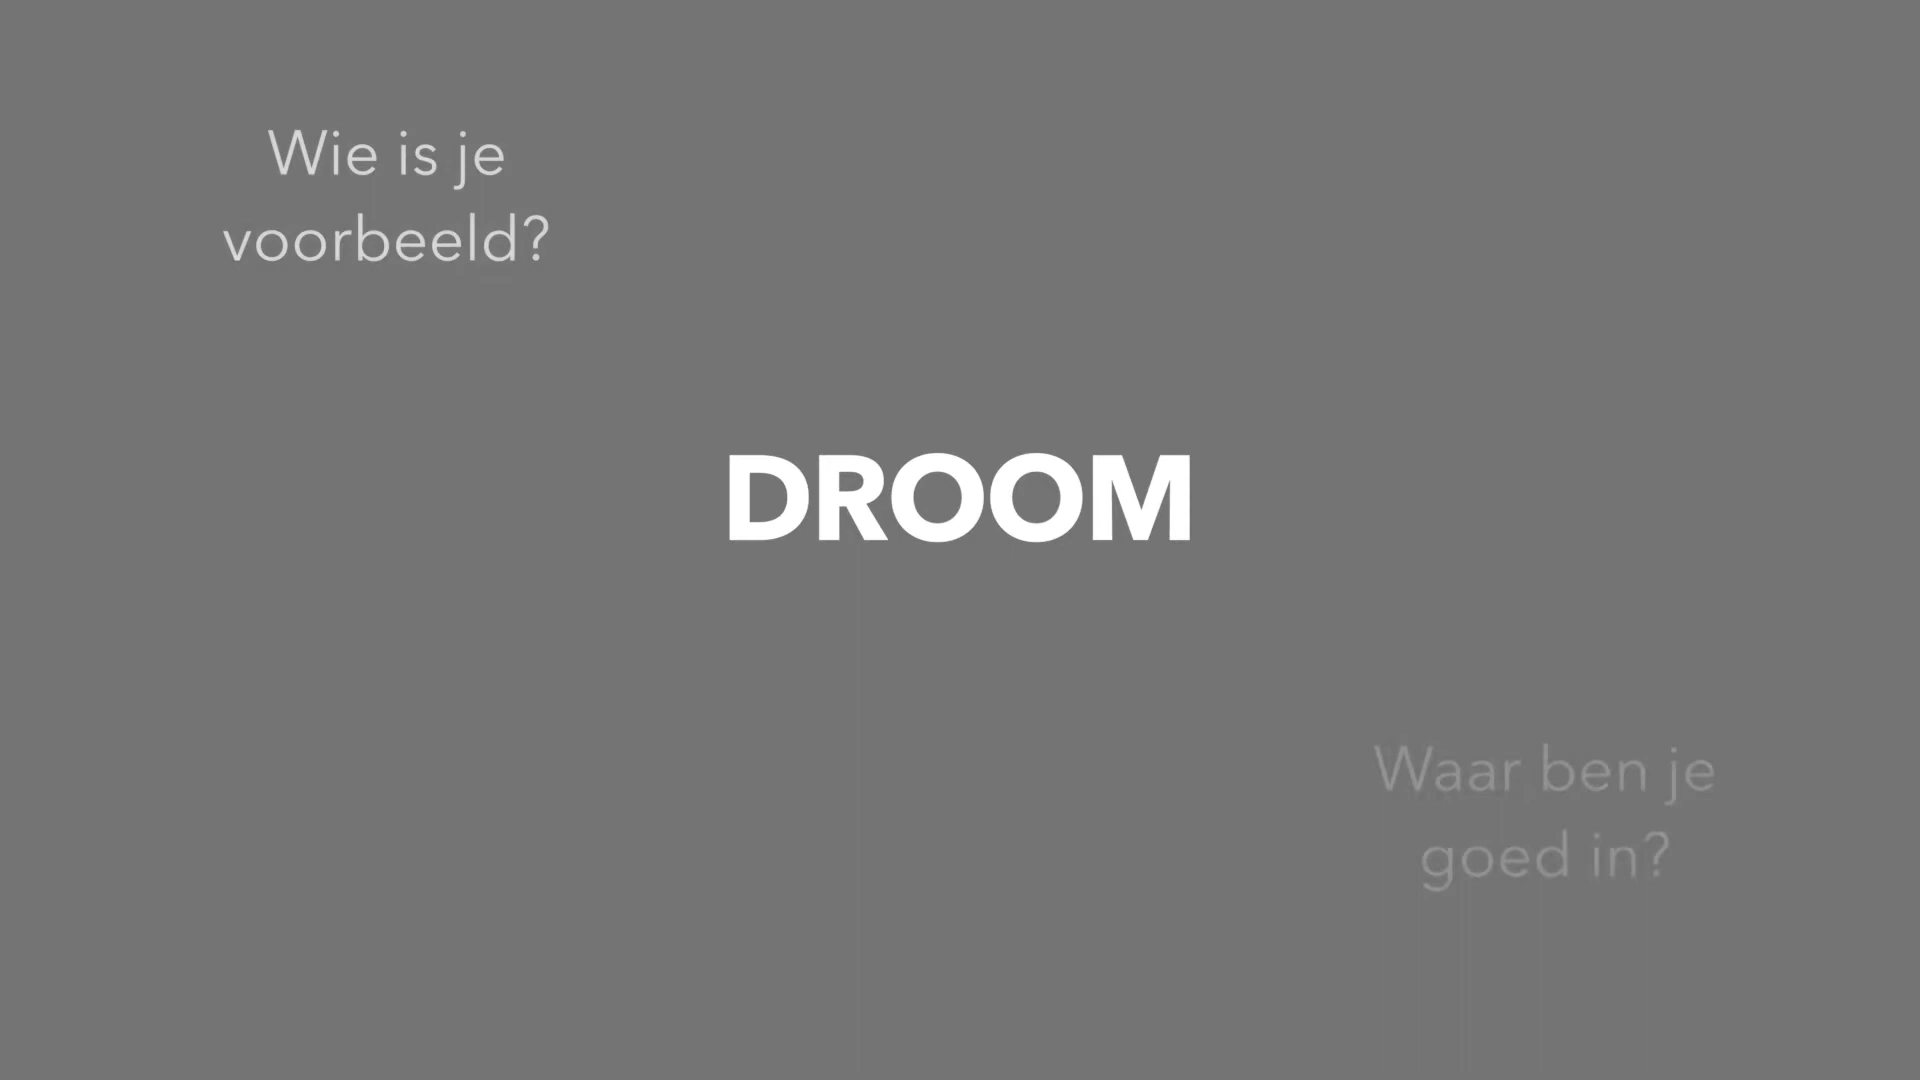 Wie is je
voorbeeld?
DROOM
Waar ben je
goed in?